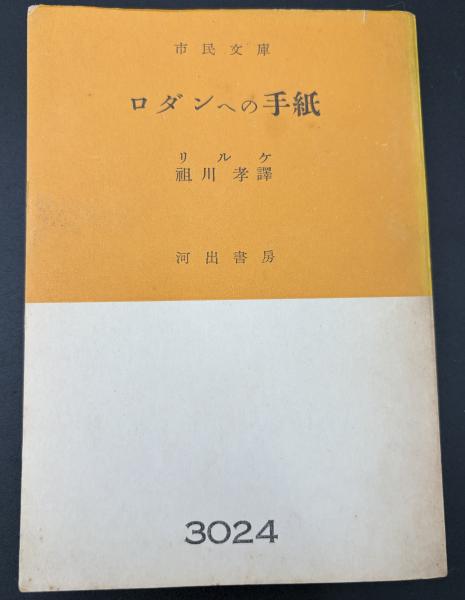 市民文庫
ロダンへの手紙
リルケ
祖川孝譯
河出書房
3024